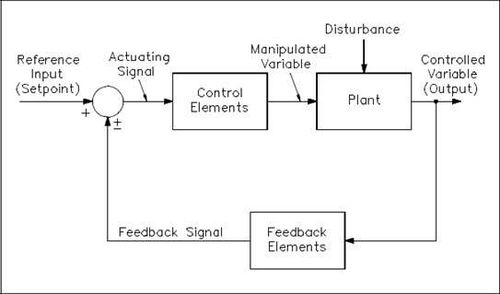 Disturbance
Reference
Input
(Setpoint)
Actuating
Signal
Manipulated
Variable
Controlled
Variable
(Output)
Control
Elements
Plant
+
±
Feedback Signal
Feedback
Elements